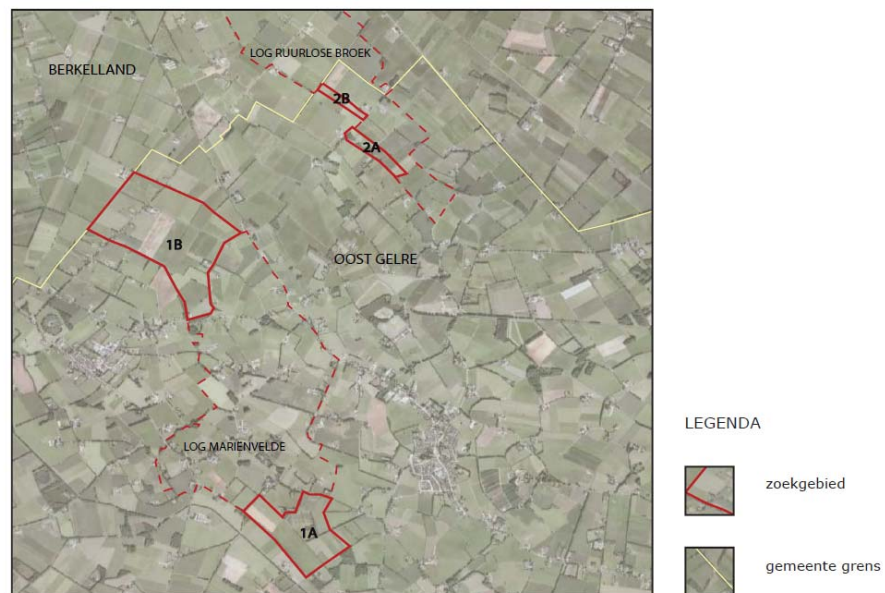 LOG RUURLOSE BROEK
BERKELLAND
2B
2A
1B
OOST GELRE
LOG MARIENVELDE
1A
LEGENDA
zoekgebied
gemeente grens